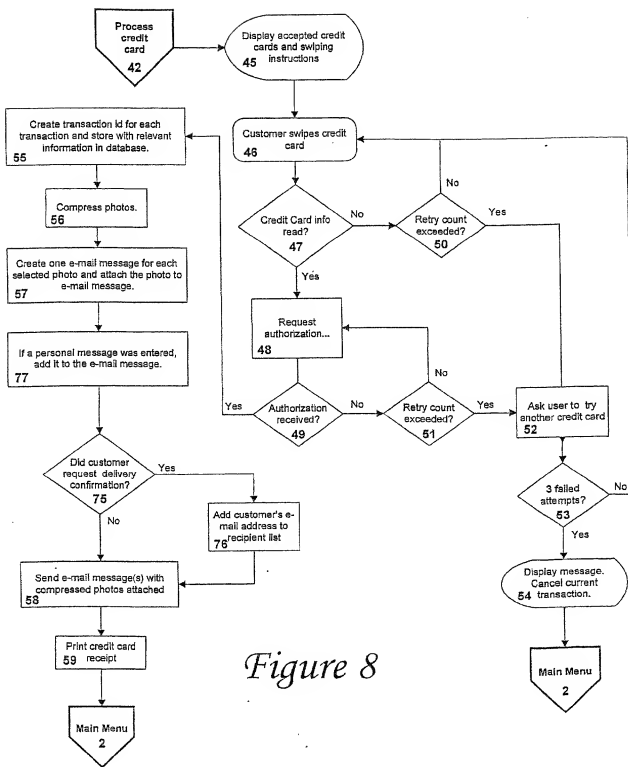 Process
credit
card
42
Display accepted credit
cards and swiping
instructions
45
Customer swipes credit
card
46
Credit Card info
read?
47
No
Yes
Retry count
exceeded?
50
No
Yes
Request
authorization...
48
Authorization
received?
49
Yes
No
Retry count
exceeded?
51
No
Yes
Ask user to try
another credit card
52
3 failed
attempts?
53
No
Yes
Display message.
Cancel current
transaction.
54
Main Menu
2
Create transaction id for each
transaction and store with relevant
information in database.
55
Compress photos.
56
Create one e-mail message for each
selected photo and attach the photo to
e-mail message.
57
If a personal message was entered,
add it to the e-mail message.
77
Did customer
request delivery
confirmation?
75
Yes
No
Add customer's e-
mail address to
recipient list
76
Send e-mail message(s) with
compressed photos attached
58
Print credit card
receipt
59
Main Menu
2
Figure 8